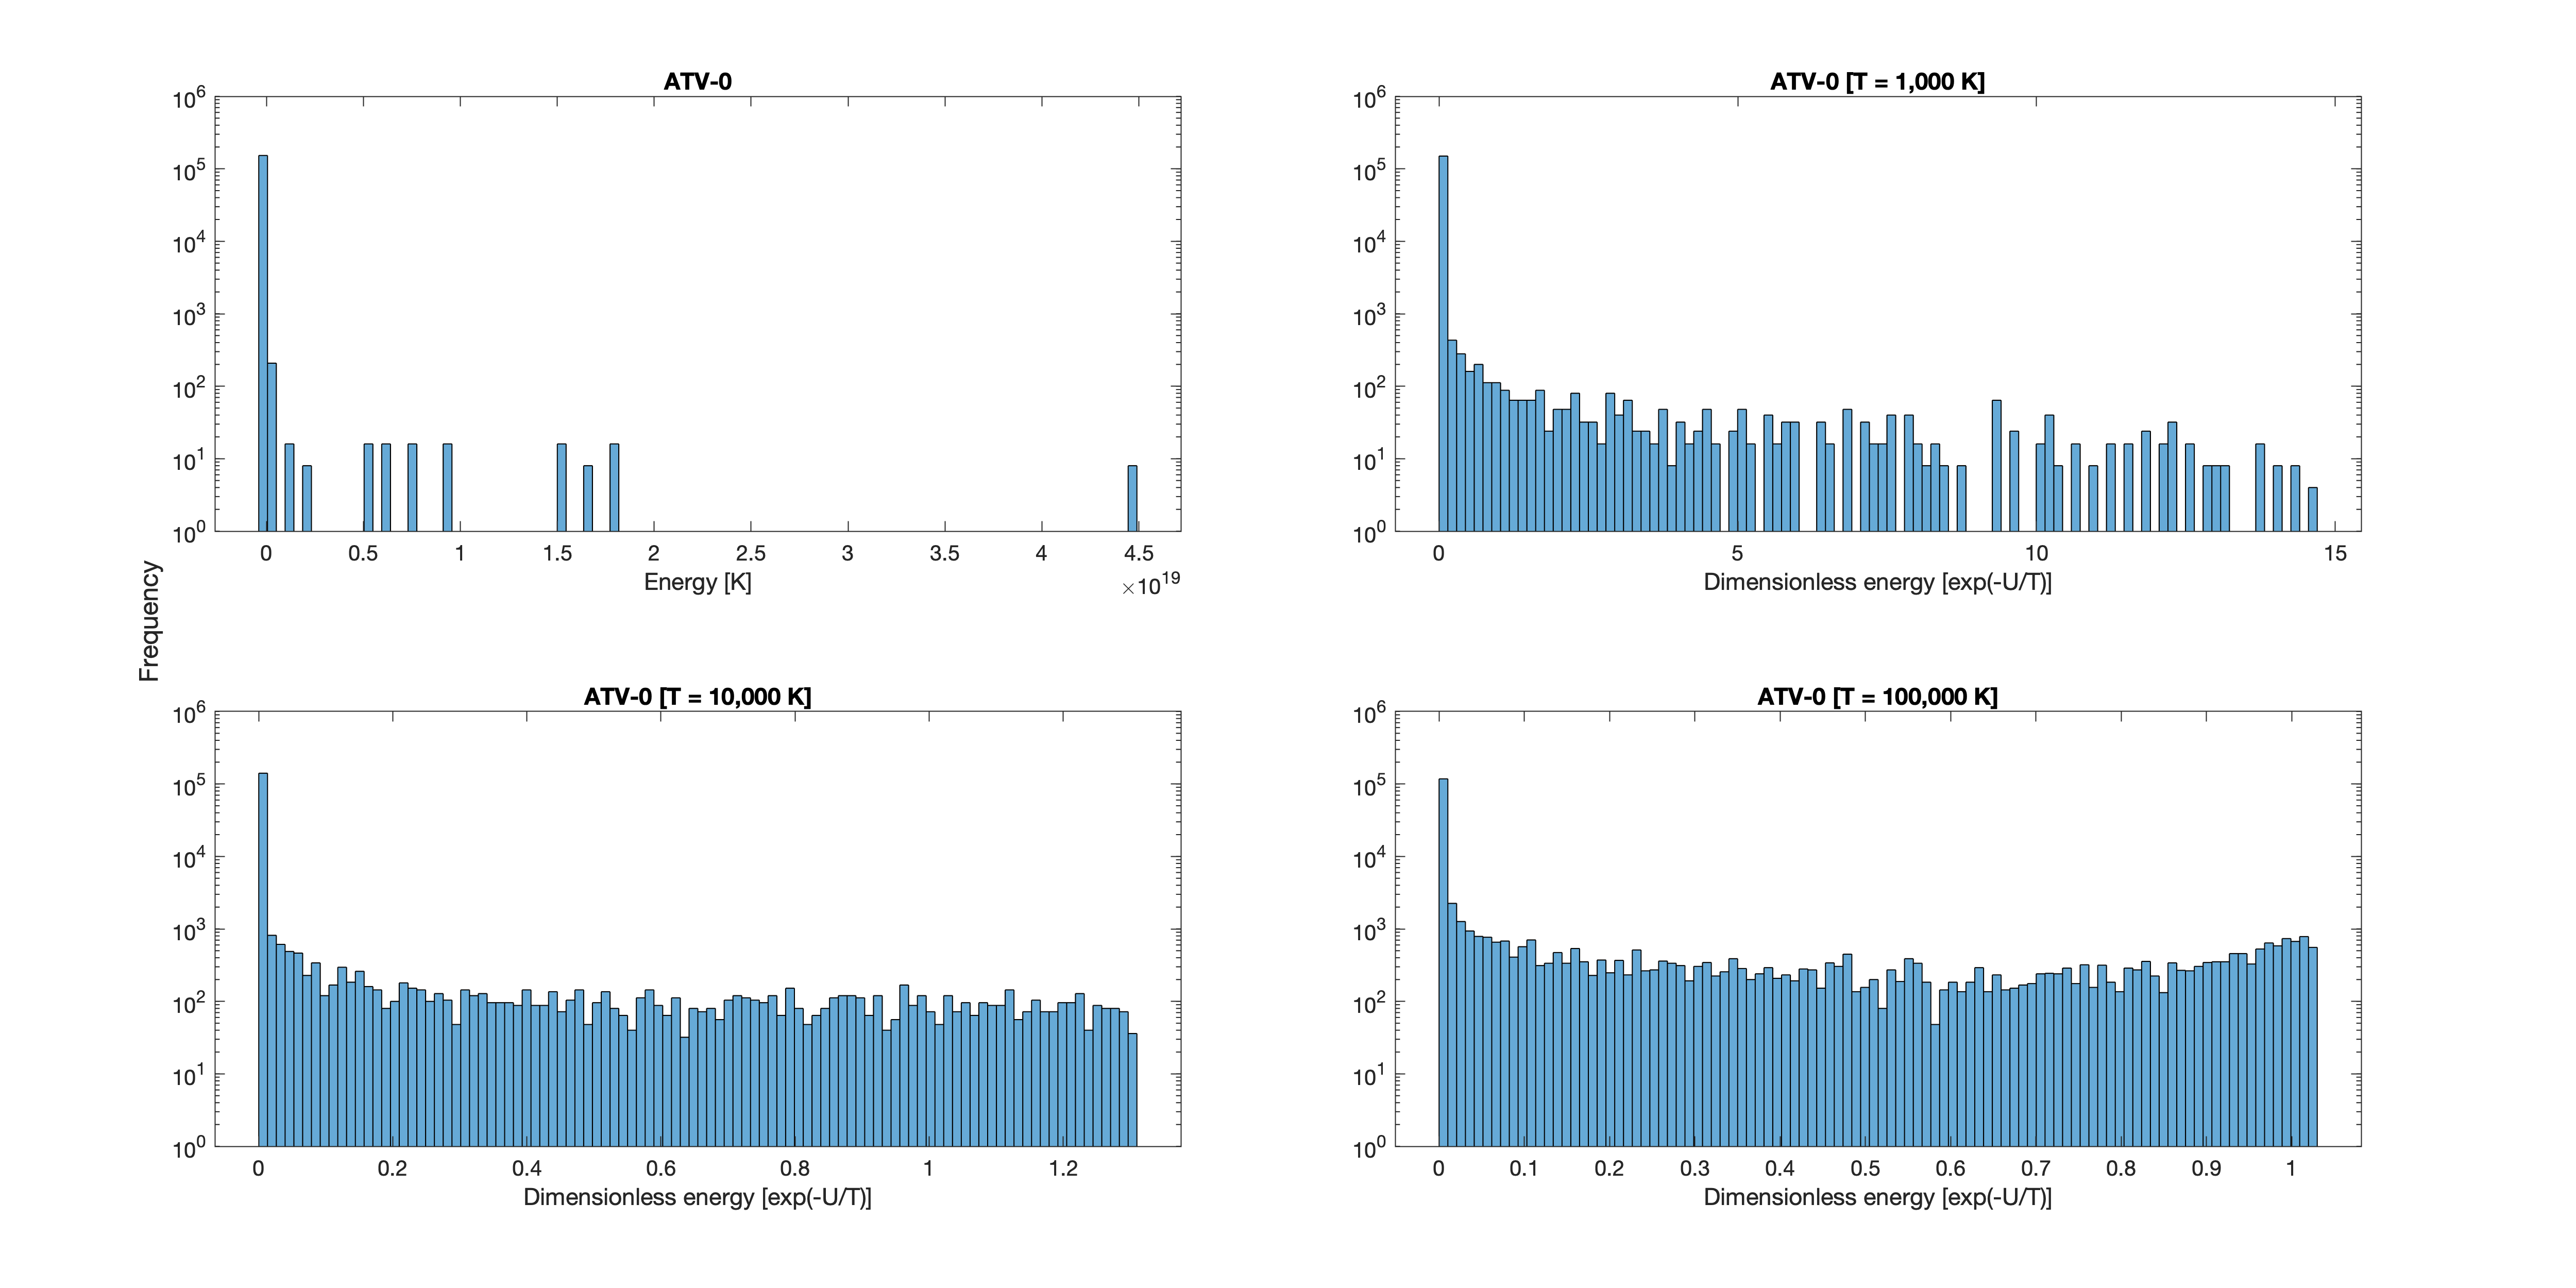 ATV-0
10^6
10^5
10^4
10^3
10^2
10^1
10^0
0 0.5 1 1.5 2 2.5 3 3.5 4 4.5
Energy [K]
×10^19
ATV-0 [T = 1,000 K]
10^6
10^5
10^4
10^3
10^2
10^1
10^0
0 5 10 15
Dimensionless energy [exp(-U/T)]
Frequency
ATV-0 [T = 10,000 K]
10^6
10^5
10^4
10^3
10^2
10^1
10^0
0 0.2 0.4 0.6 0.8 1 1.2
Dimensionless energy [exp(-U/T)]
ATV-0 [T = 100,000 K]
10^6
10^5
10^4
10^3
10^2
10^1
10^0
0 0.1 0.2 0.3 0.4 0.5 0.6 0.7 0.8 0.9 1
Dimensionless energy [exp(-U/T)]